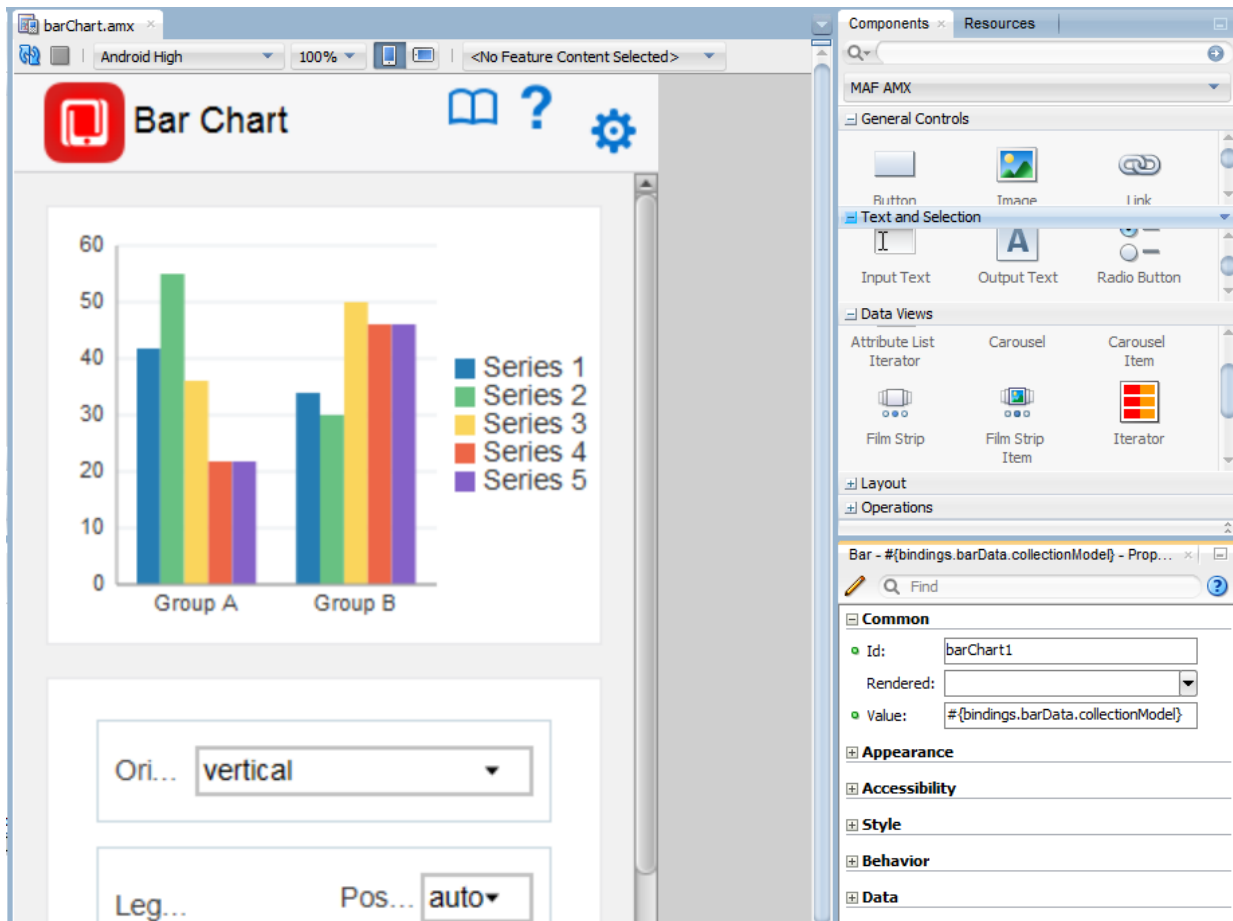 barChart.amx
Android High
100%
<No Feature Content Selected>
Bar Chart
?
60
50
40
30
20
10
0
Group A
Group B
Series 1
Series 2
Series 3
Series 4
Series 5
Ori...
vertical
Leg...
Pos...
auto
Components
Resources
MAF AMX
General Controls
Button
Image
Link
Text and Selection
A
Input Text
Output Text
Radio Button
Data Views
Attribute List
Iterator
Carousel
Carousel
Item
Film Strip
Film Strip
Item
Iterator
Layout
Operations
Bar - #{bindings.barData.collectionModel} - Prop...
Find
?
Common
Id:
barChart1
Rendered:
Value:
#{bindings.barData.collectionModel}
Appearance
Accessibility
Style
Behavior
Data